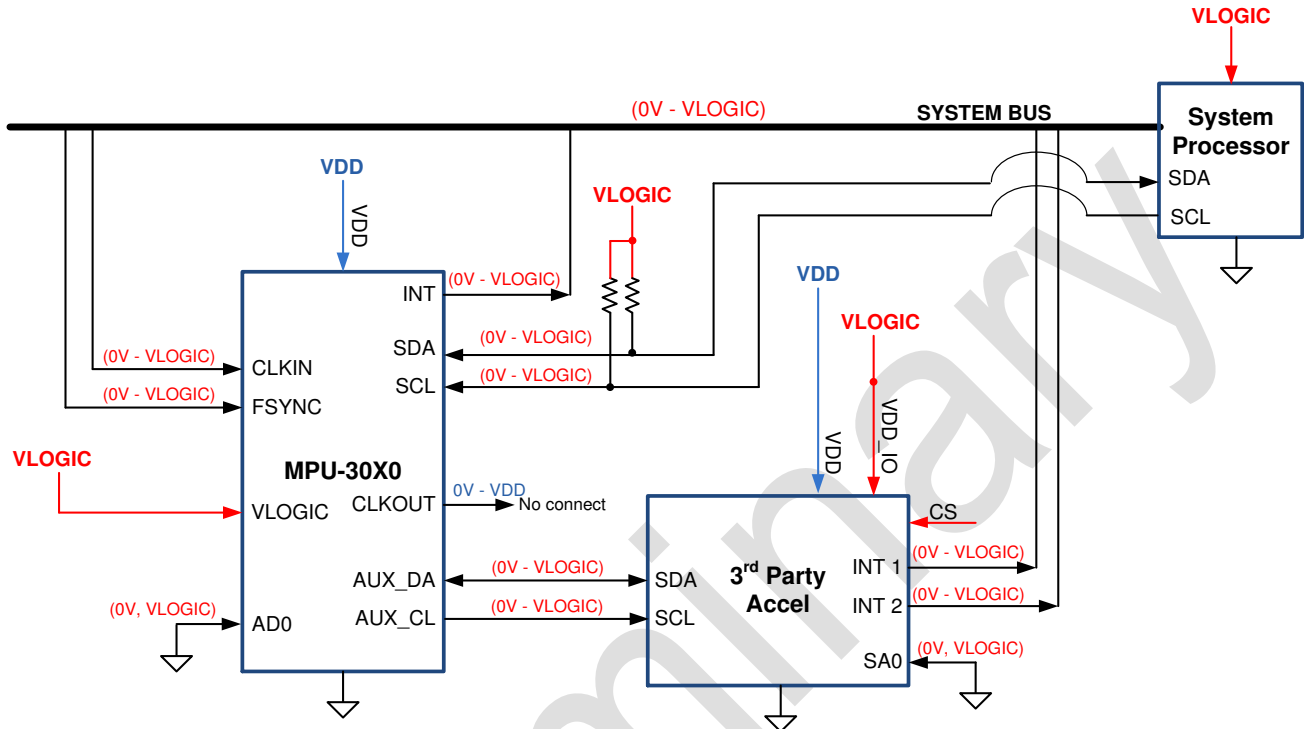 VLOGIC
(0V - VLOGIC)
SYSTEM BUS
System
Processor
SDA
SCL
VDD
VDD
VLOGIC
INT
(0V - VLOGIC)
SDA
(0V - VLOGIC)
SCL
(0V - VLOGIC)
(0V - VLOGIC)
CLKIN
(0V - VLOGIC)
FSYNC
VLOGIC
VLOGIC
MPU-30X0
CLKOUT
0V - VDD
No connect
AUX_DA
(0V - VLOGIC)
AUX_CL
(0V - VLOGIC)
(0V, VLOGIC)
AD0
VDD
VDD
VLOGIC
VDD_IO
CS
SDA
SCL
3rd Party
Accel
INT 1
(0V - VLOGIC)
INT 2
(0V - VLOGIC)
SA0
(0V, VLOGIC)
minary